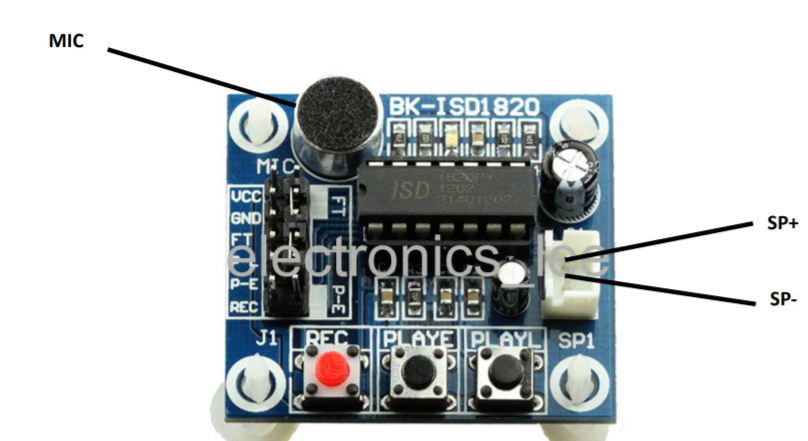 MIC
BK-ISD1820
MIC
ISD
1820PY
1202
21401202
VCC
GND
FT
P-E
REC
FT
P-E
electronics_lee
SP+
SP-
J1
REC
PLAYE
PLAYL
SP1